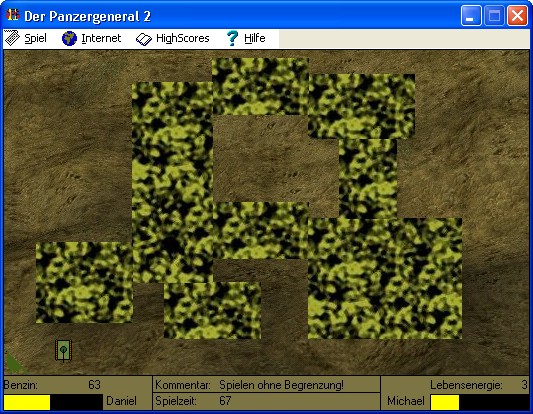 Der Panzergeneral 2
Spiel Internet HighScores Hilfe
Benzin: 63 Kommentar: Spielen ohne Begrenzung! Lebensenergie: 3
Daniel Spielzeit: 67 Michael